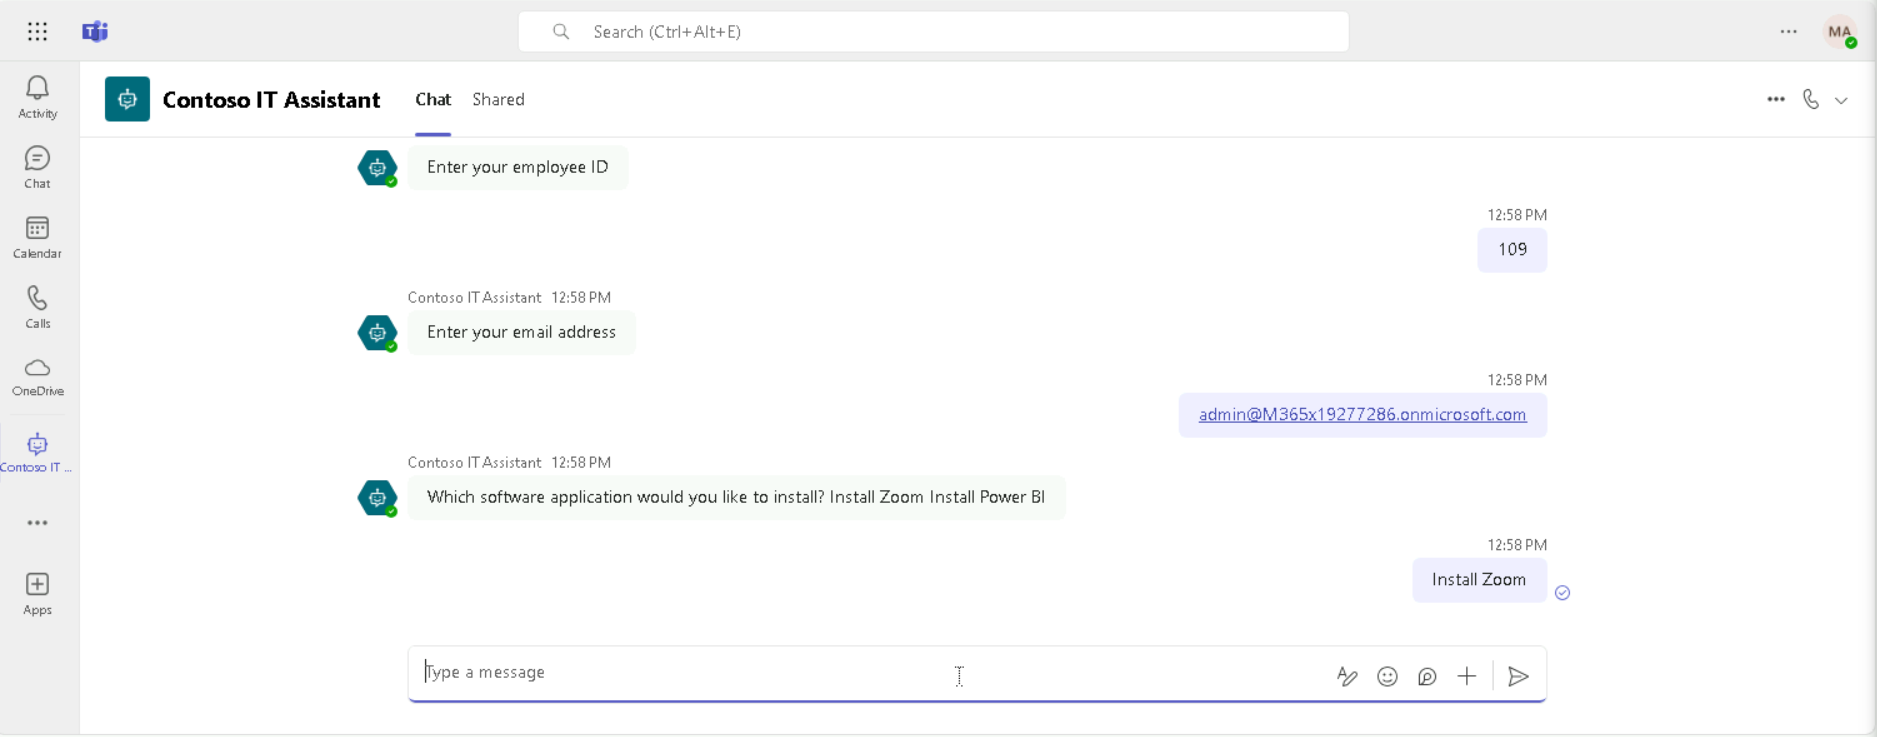 Search (Ctrl+Alt+E)
MA
Activity
Chat
Calendar
Calls
OneDrive
Contoso IT ...
Apps
Contoso IT Assistant
Chat
Shared
Enter your employee ID
12:58 PM
109
Contoso IT Assistant 12:58 PM
Enter your email address
12:58 PM
admin@M365x19277286.onmicrosoft.com
Contoso IT Assistant 12:58 PM
Which software application would you like to install? Install Zoom Install Power BI
12:58 PM
Install Zoom
Type a message